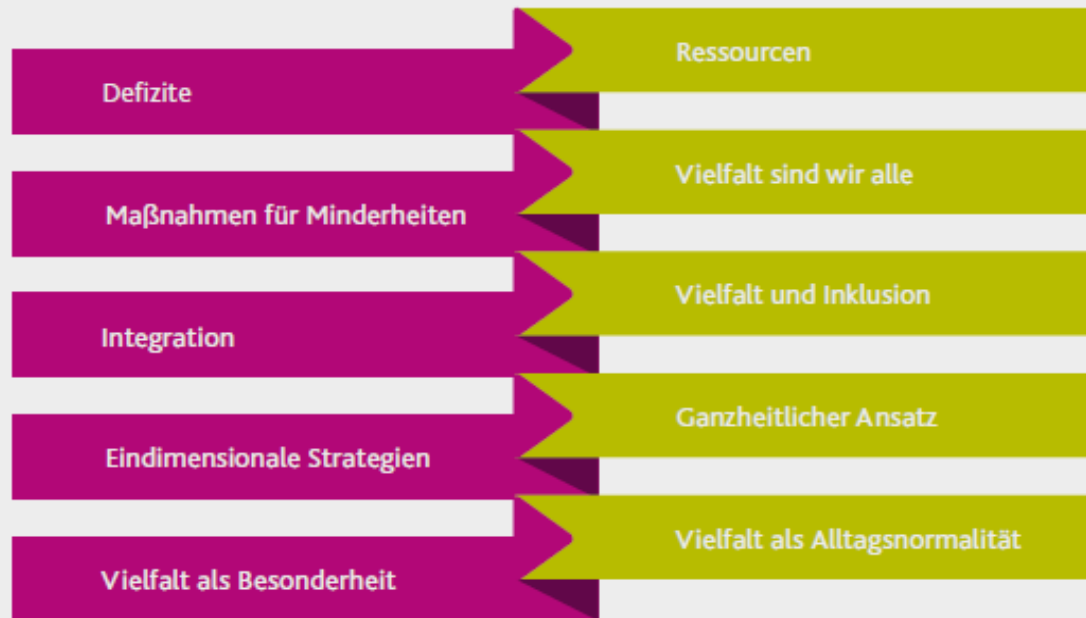 Defizite
Ressourcen
Maßnahmen für Minderheiten
Vielfalt sind wir alle
Integration
Vielfalt und Inklusion
Eindimensionale Strategien
Ganzheitlicher Ansatz
Vielfalt als Besonderheit
Vielfalt als Alltagsnormalität